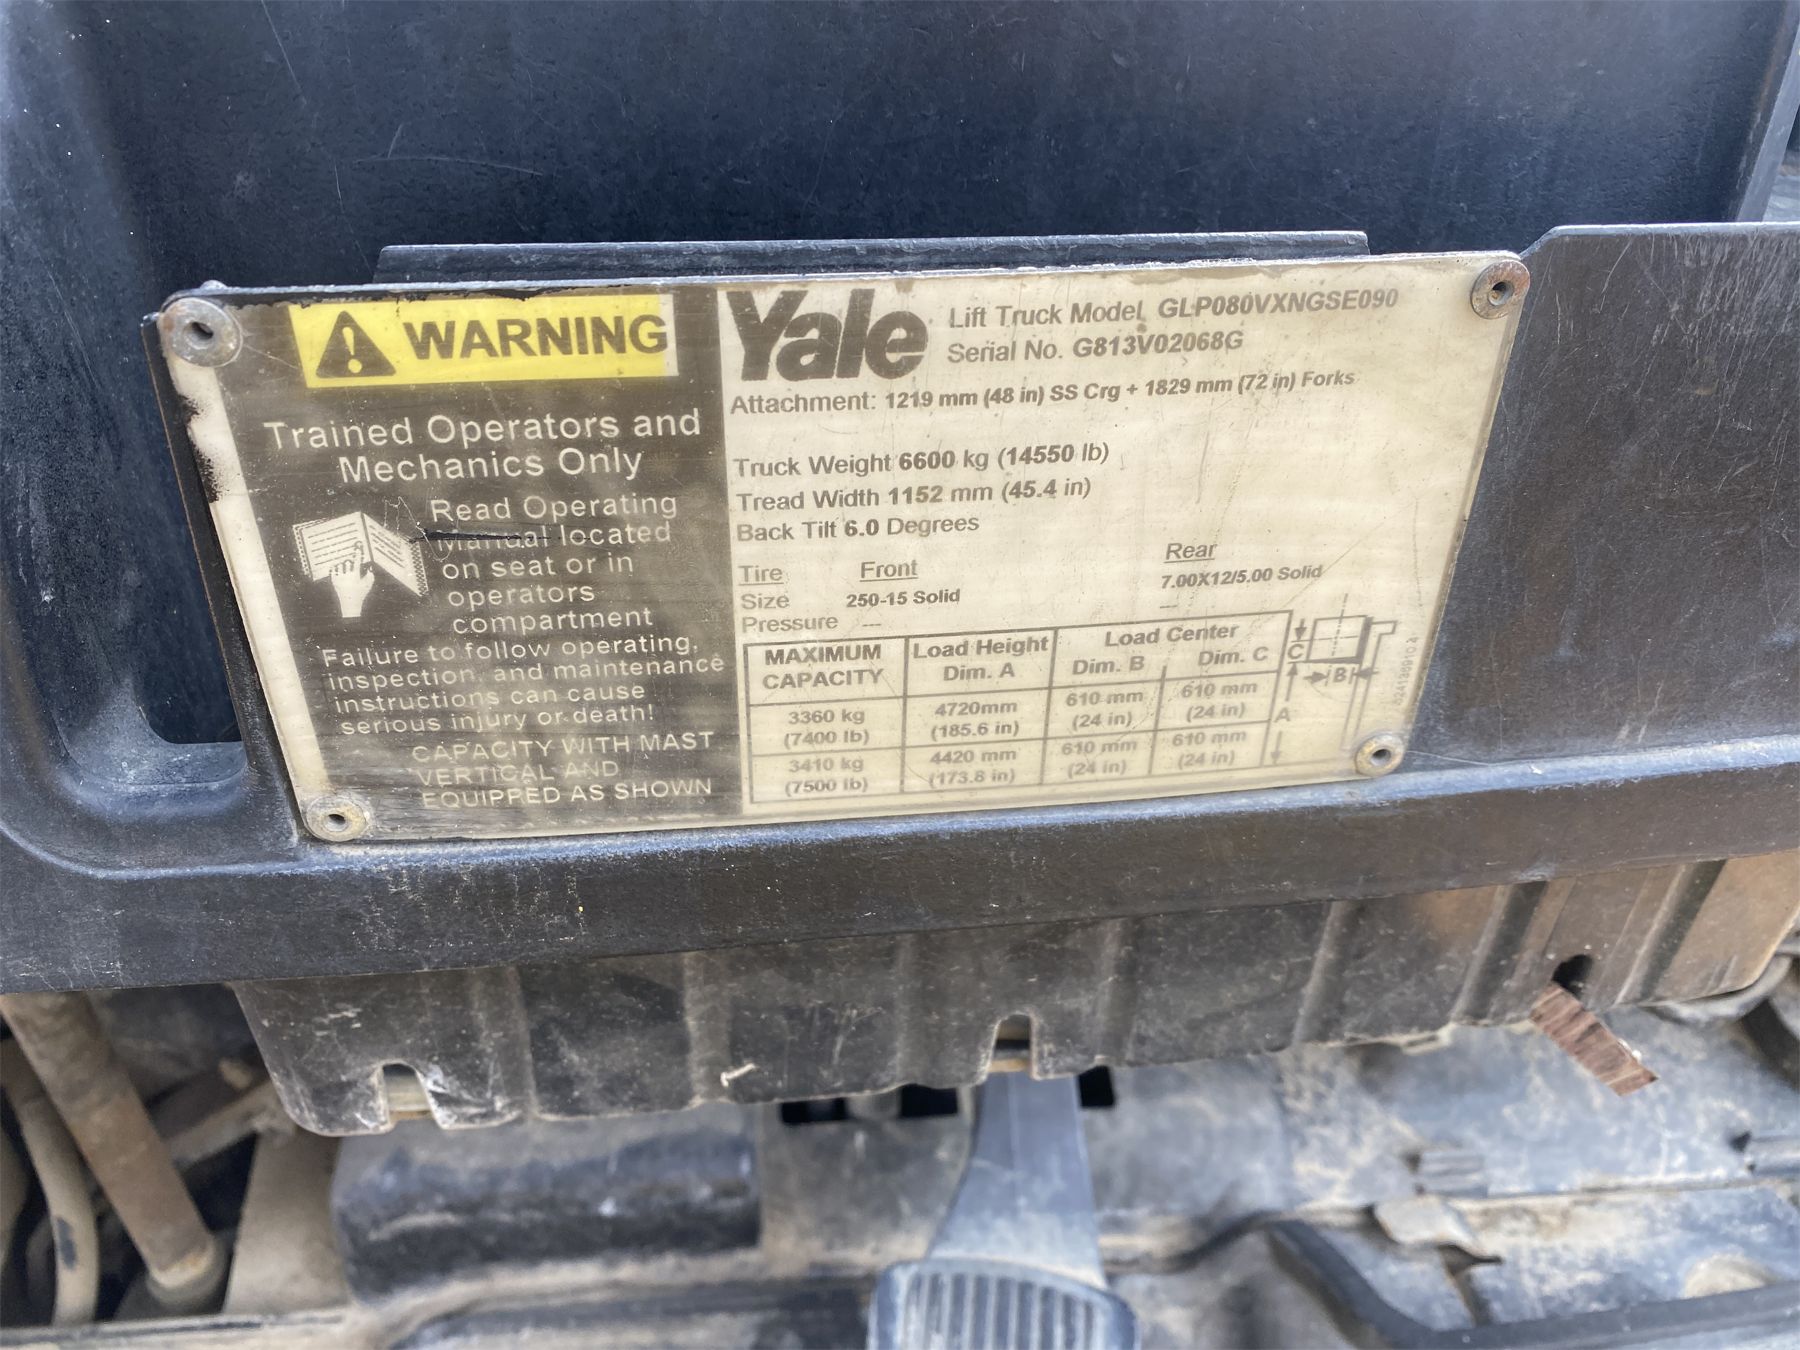 WARNING
Trained Operators and
Mechanics Only
Read Operating
Manual located
on seat or in
operators
compartment
Failure to follow operating,
inspection, and maintenance
instructions can cause
serious injury or death!
CAPACITY WITH MAST
VERTICAL AND
EQUIPPED AS SHOWN
Yale
Lift Truck Model GLP080VXNGSE090
Serial No. G813V02068G
Attachment: 1219 mm (48 in) SS Crg + 1829 mm (72 in) Forks
Truck Weight 6600 kg (14550 lb)
Tread Width 1152 mm (45.4 in)
Back Tilt 6.0 Degrees
Tire Front Rear
Size 250-15 Solid 7.00X12/5.00 Solid
Pressure --- ---
MAXIMUM CAPACITY Load Height Dim. A Load Center Dim. B Dim. C
3360 kg 4720mm 610 mm 610 mm
(7400 lb) (185.6 in) (24 in) (24 in)
3410 kg 4420 mm 610 mm 610 mm
(7500 lb) (173.8 in) (24 in) (24 in)
C
B
A